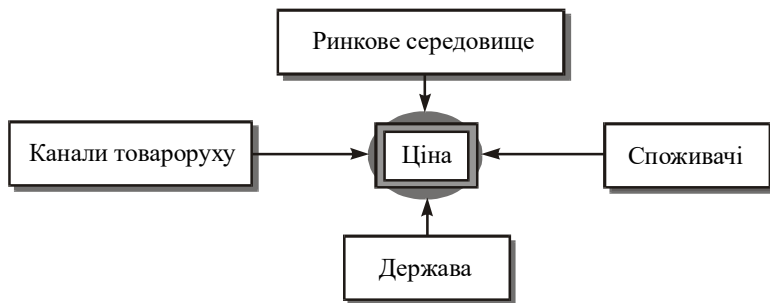 Ринкове середовище
Канали товароруху
Ціна
Споживачі
Держава